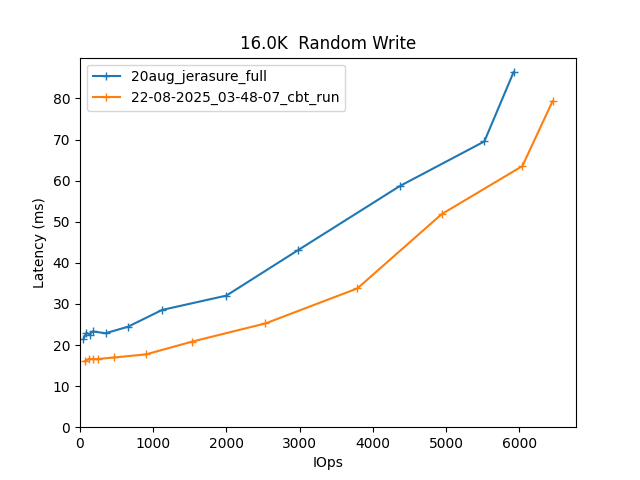 16.0K  Random Write
20aug_jerasure_full
22-08-2025_03-48-07_cbt_run
Latency (ms)
80
70
60
50
40
30
20
10
0
0 1000 2000 3000 4000 5000 6000
IOps